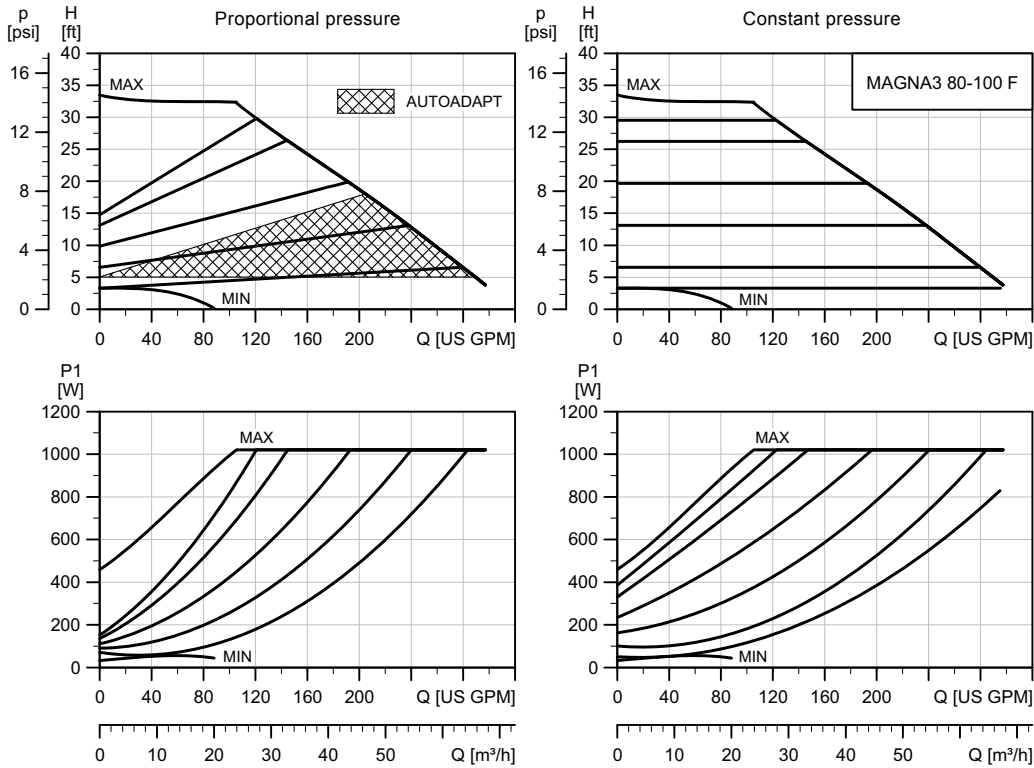 Proportional pressure
p
[psi]
H
[ft]
40
35
30
25
20
15
10
5
0
16
12
8
4
0
MAX
AUTOADAPT
MIN
0 40 80 120 160 200 Q [US GPM]
Constant pressure
p
[psi]
H
[ft]
40
35
30
25
20
15
10
5
0
16
12
8
4
0
MAX
MAGNA3 80-100 F
MIN
0 40 80 120 160 200 Q [US GPM]
P1
[W]
1200
1000
800
600
400
200
0
MAX
MIN
0 40 80 120 160 200 Q [US GPM]
0 10 20 30 40 50 Q [m³/h]
P1
[W]
1200
1000
800
600
400
200
0
MAX
MIN
0 40 80 120 160 200 Q [US GPM]
0 10 20 30 40 50 Q [m³/h]